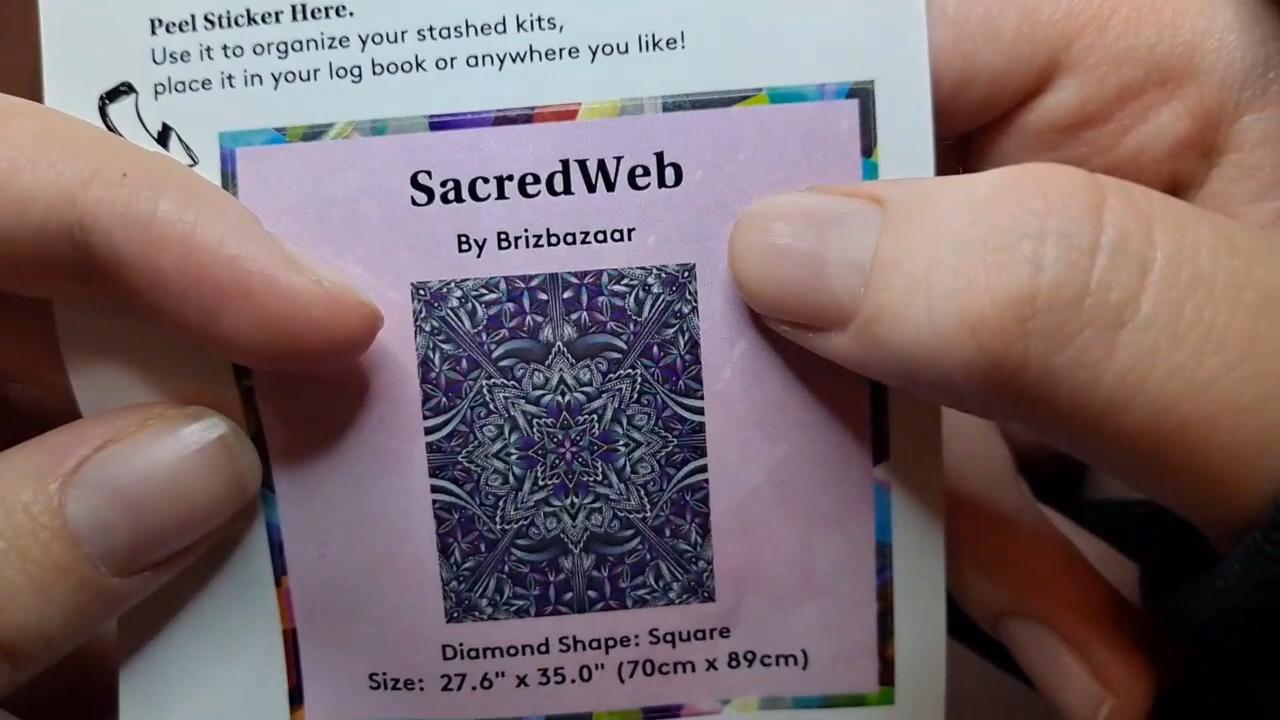 Peel Sticker Here.
Use it to organize your stashed kits,
place it in your log book or anywhere you like!
SacredWeb
By Brizbazaar
Diamond Shape: Square
Size: 27.6" x 35.0" (70cm x 89cm)